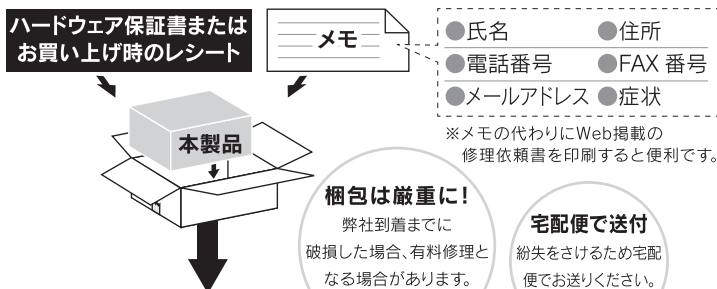 ハードウェア保証書または
お買い上げ時のレシート
メモ
●氏名 ●住所
●電話番号 ●FAX 番号
●メールアドレス ●症状
※メモの代わりにWeb掲載の
修理依頼書を印刷すると便利です。
本製品
梱包は厳重に!
弊社到着までに
破損した場合、有料修理と
なる場合があります。
宅配便で送付
紛失をさけるため宅配
便でお送りください。